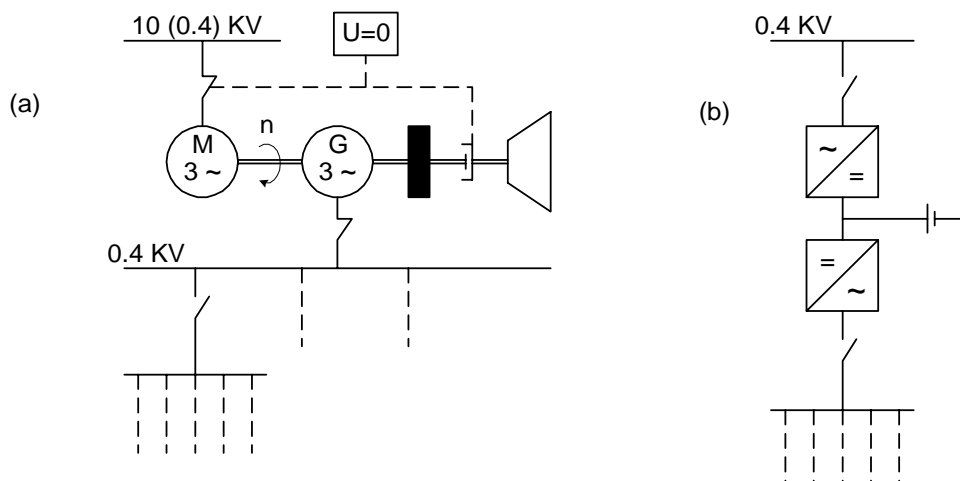 10 (0.4) KV
U=0
0.4 KV
(a)
(b)
n
M
3 ~
G
3 ~
~
=
0.4 KV
=
~